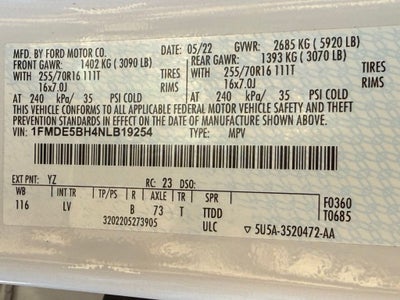 MFD. BY FORD MOTOR CO. DATE: 05/22 GVWR: 2685 KG ( 5920 LB)
FRONT GAWR: 1402 KG ( 3090 LB) REAR GAWR: 1393 KG ( 3070 LB)
WITH 255/70R16 111T TIRES WITH 255/70R16 111T TIRES
16x7.0J RIMS 16x7.0J RIMS
AT 240 kPa/ 35 PSI COLD AT 240 kPa/ 35 PSI COLD
THIS VEHICLE CONFORMS TO ALL APPLICABLE FEDERAL MOTOR VEHICLE SAFETY AND THEFT
PREVENTION STANDARDS IN EFFECT ON THE DATE OF MANUFACTURE SHOWN ABOVE.
VIN: 1FMDE5BH4NLB19254 TYPE: MPV
F0360
T0685
EXT PNT: YZ RC: 23 DSO:
WB INT TR TP/PS R AXLE TR SPR
116 LV B 73 T TTDD
3202205273905 ULC ▽ 5U5A-3520472-AA